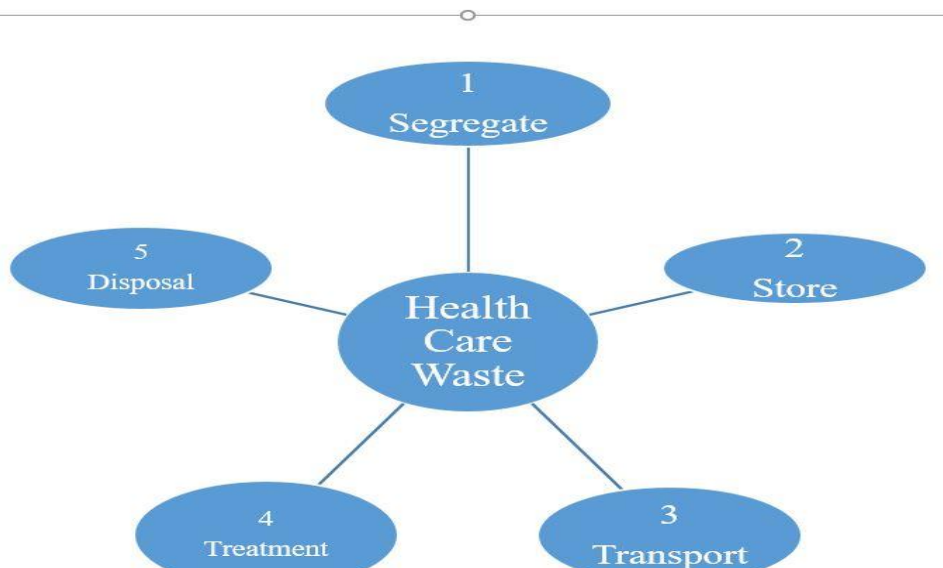 1
Segregate
2
Store
3
Transport
4
Treatment
5
Disposal
Health
Care
Waste